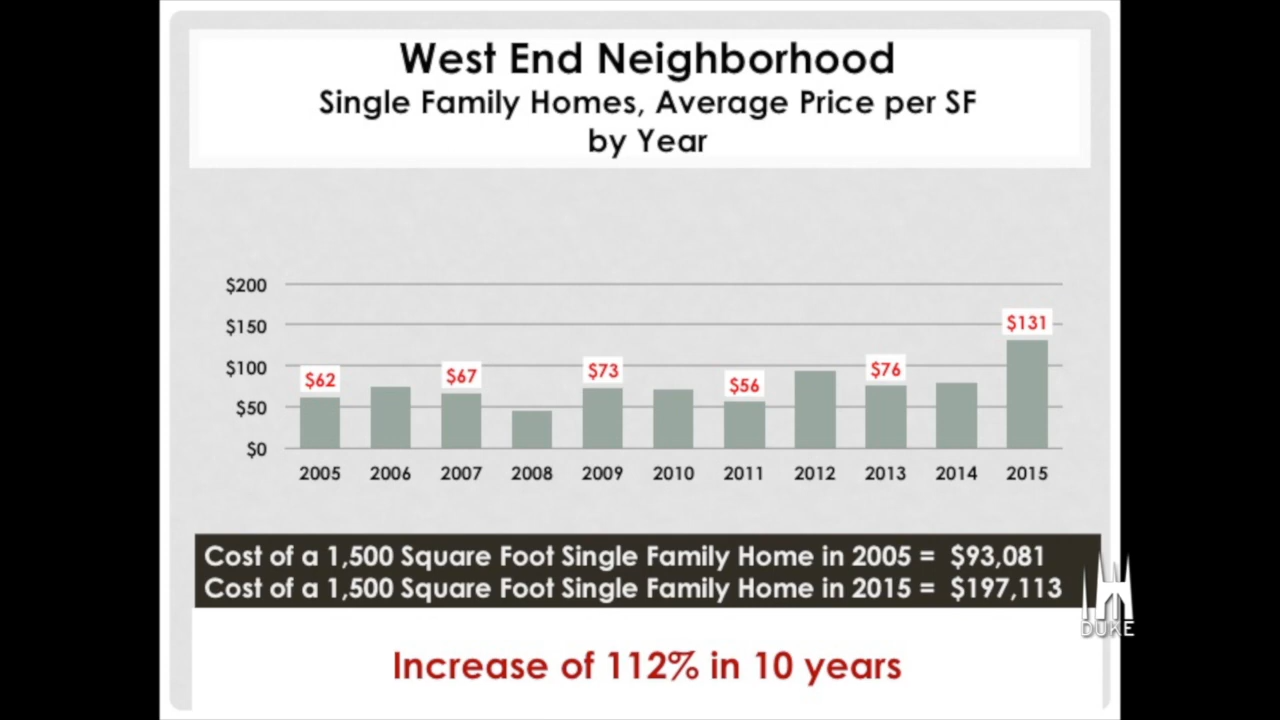 West End Neighborhood
Single Family Homes, Average Price per SF
by Year
$200
$150
$100
$50
$0
$62
$67
$73
$56
$76
$131
2005 2006 2007 2008 2009 2010 2011 2012 2013 2014 2015
Cost of a 1,500 Square Foot Single Family Home in 2005 = $93,081
Cost of a 1,500 Square Foot Single Family Home in 2015 = $197,113
DUKE
Increase of 112% in 10 years